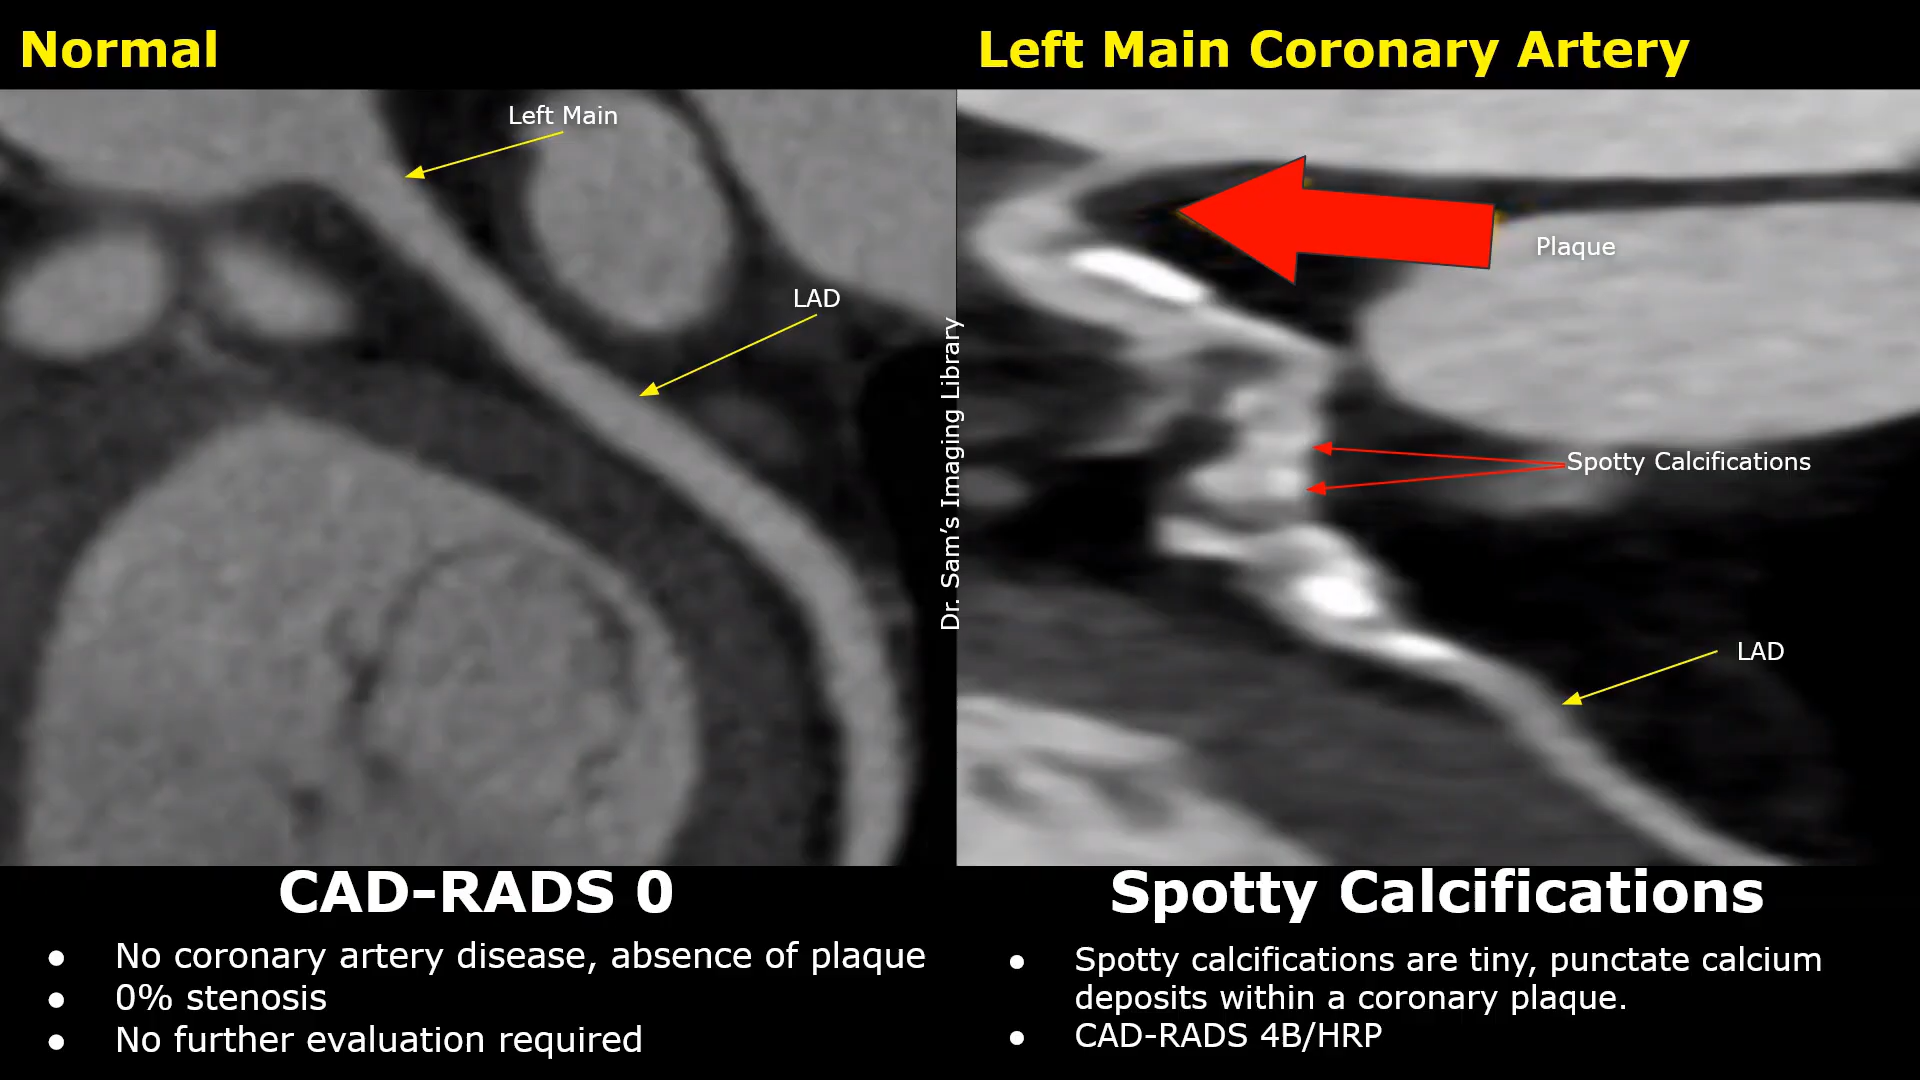 Normal
Left Main Coronary Artery
Left Main
LAD
Dr. Sam’s Imaging Library
Plaque
Spotty Calcifications
LAD
CAD-RADS 0
● No coronary artery disease, absence of plaque
● 0% stenosis
● No further evaluation required
Spotty Calcifications
● Spotty calcifications are tiny, punctate calcium
deposits within a coronary plaque.
● CAD-RADS 4B/HRP